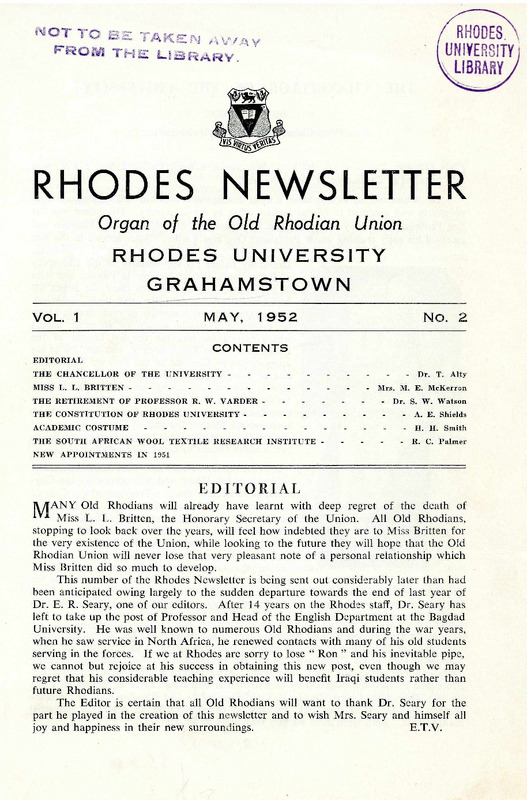 NOT TO BE TAKEN AWAY
FROM THE LIBRARY.
RHODES
UNIVERSITY
LIBRARY
VIS VIRTUS VERITAS
RHODES NEWSLETTER
Organ of the Old Rhodian Union
RHODES UNIVERSITY
GRAHAMSTOWN
VOL. 1 MAY, 1952 No. 2
CONTENTS
EDITORIAL
THE CHANCELLOR OF THE UNIVERSITY - - - - - - - - - - Dr. T. Alty
MISS L. L. BRITTEN - - - - - - - - - - - - - Mrs. M. E. McKerron
THE RETIREMENT OF PROFESSOR R. W. VARDER - - - - - - - Dr. S. W. Watson
THE CONSTITUTION OF RHODES UNIVERSITY - - - - - - - - - A. E. Shields
ACADEMIC COSTUME - - - - - - - - - - - - - - - H. H. Smith
THE SOUTH AFRICAN WOOL TEXTILE RESEARCH INSTITUTE - - - - - R. C. Palmer
NEW APPOINTMENTS IN 1951
EDITORIAL
MANY Old Rhodians will already have learnt with deep regret of the death of
Miss L. L. Britten, the Honorary Secretary of the Union. All Old Rhodians,
stopping to look back over the years, will feel how indebted they are to Miss Britten for
the very existence of the Union, while looking to the future they will hope that the Old
Rhodian Union will never lose that very pleasant note of a personal relationship which
Miss Britten did so much to develop.
This number of the Rhodes Newsletter is being sent out considerably later than had
been anticipated owing largely to the sudden departure towards the end of last year of
Dr. E. R. Seary, one of our editors. After 14 years on the Rhodes staff, Dr. Seary has
left to take up the post of Professor and Head of the English Department at the Bagdad
University. He was well known to numerous Old Rhodians and during the war years,
when he saw service in North Africa, he renewed contacts with many of his old students
serving in the forces. If we at Rhodes are sorry to lose " Ron " and his inevitable pipe,
we cannot but rejoice at his success in obtaining this new post, even though we may
regret that his considerable teaching experience will benefit Iraqi students rather than
future Rhodians.
The Editor is certain that all Old Rhodians will want to thank Dr. Seary for the
part he played in the creation of this newsletter and to wish Mrs. Seary and himself all
joy and happiness in their new surroundings. E.T.V.